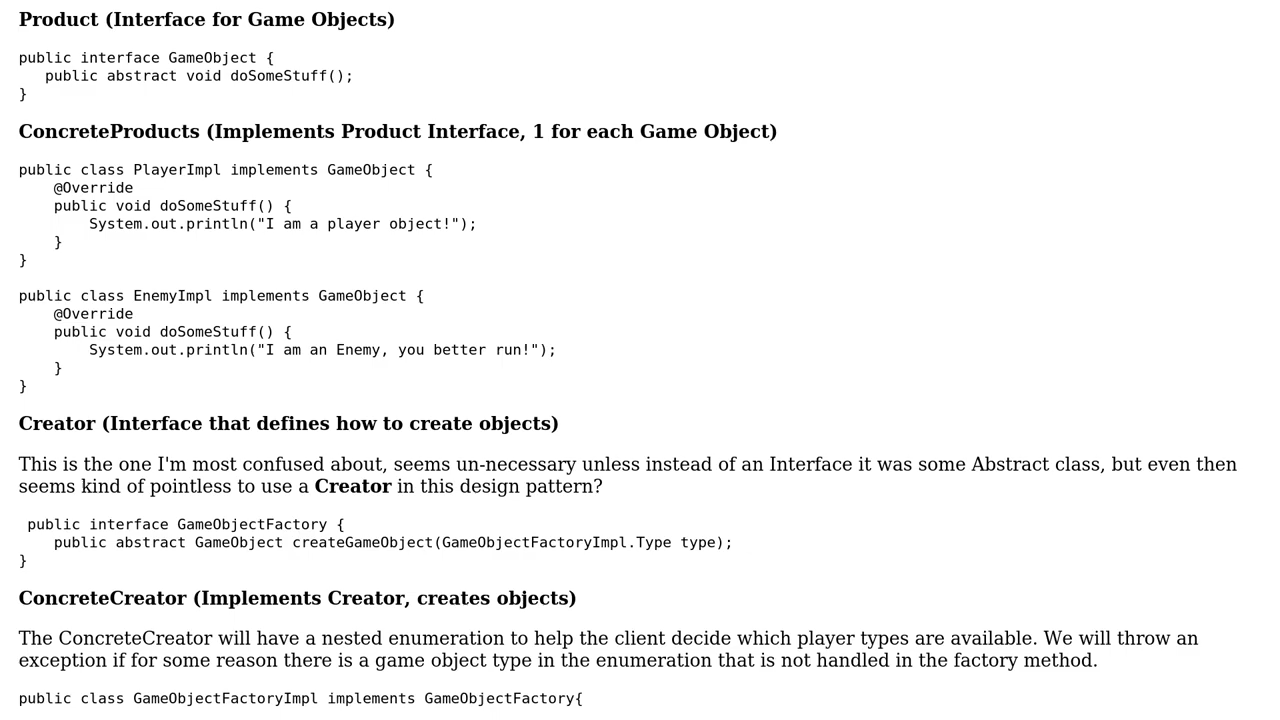 Product (Interface for Game Objects)
public interface GameObject {
   public abstract void doSomeStuff();
}
ConcreteProducts (Implements Product Interface, 1 for each Game Object)
public class PlayerImpl implements GameObject {
    @Override
    public void doSomeStuff() {
        System.out.println("I am a player object!");
    }
}
public class EnemyImpl implements GameObject {
    @Override
    public void doSomeStuff() {
        System.out.println("I am an Enemy, you better run!");
    }
}
Creator (Interface that defines how to create objects)
This is the one I'm most confused about, seems un-necessary unless instead of an Interface it was some Abstract class, but even then
seems kind of pointless to use a Creator in this design pattern?
 public interface GameObjectFactory {
    public abstract GameObject createGameObject(GameObjectFactoryImpl.Type type);
}
ConcreteCreator (Implements Creator, creates objects)
The ConcreteCreator will have a nested enumeration to help the client decide which player types are available. We will throw an
exception if for some reason there is a game object type in the enumeration that is not handled in the factory method.
public class GameObjectFactoryImpl implements GameObjectFactory{